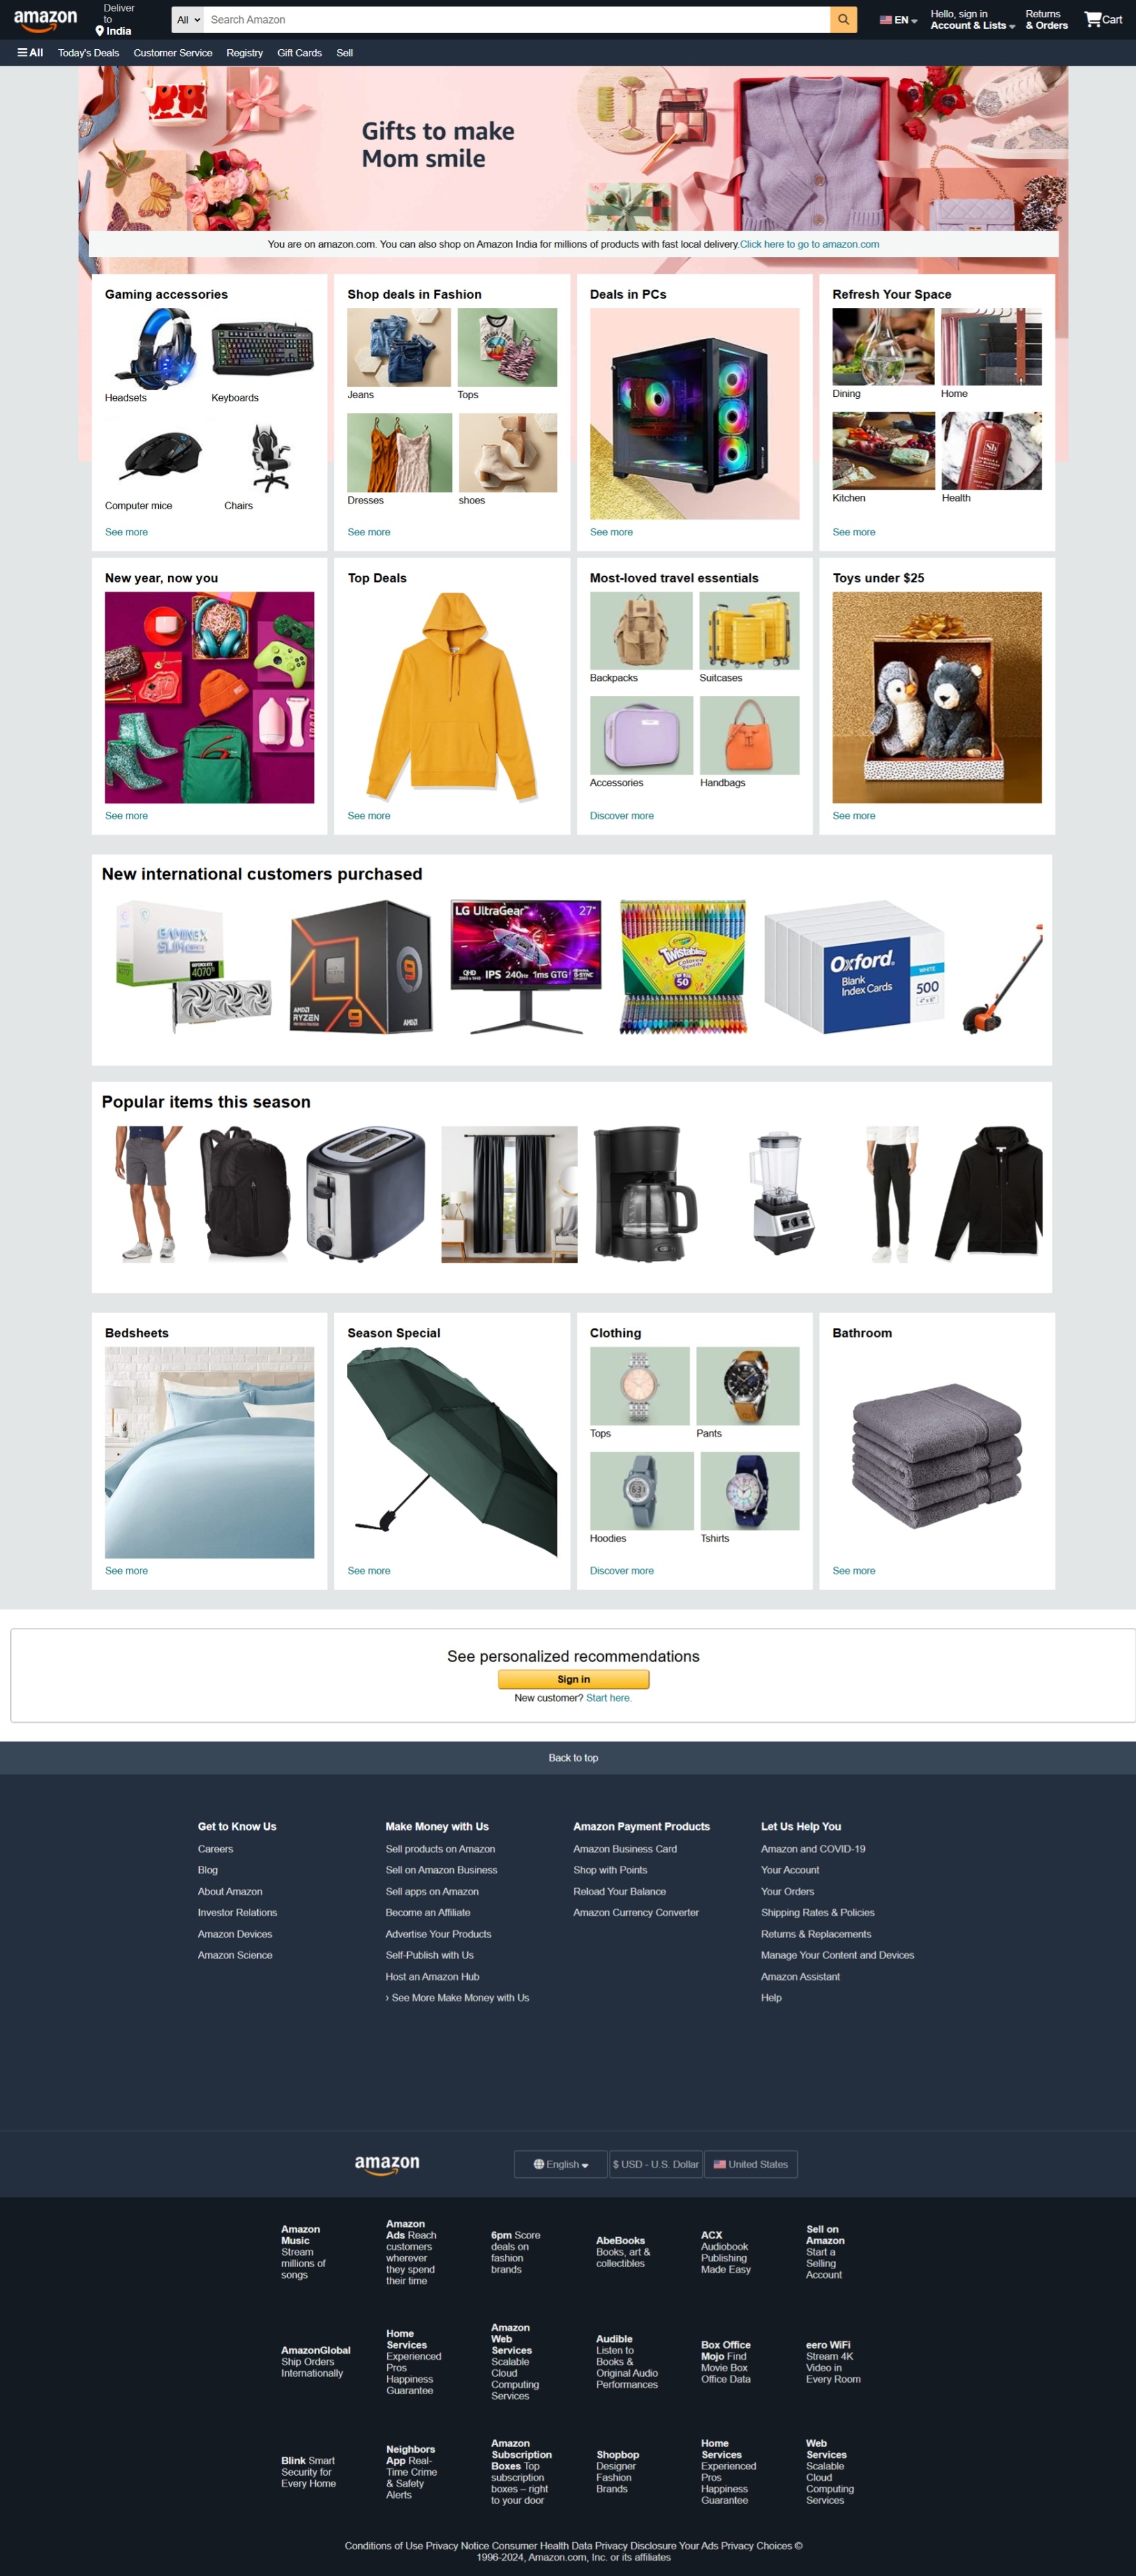 amazon
Deliver
to
India
All
Search Amazon
EN
Hello, sign in
Account & Lists
Returns
& Orders
Cart
All
Today's Deals
Customer Service
Registry
Gift Cards
Sell
Gifts to make
Mom smile
You are on amazon.com. You can also shop on Amazon India for millions of products with fast local delivery.Click here to go to amazon.com
Gaming accessories
Headsets
Keyboards
Computer mice
Chairs
See more
Shop deals in Fashion
Jeans
Tops
Dresses
shoes
See more
Deals in PCs
See more
Refresh Your Space
Dining
Home
Kitchen
Health
See more
New year, now you
See more
Top Deals
See more
Most-loved travel essentials
Backpacks
Suitcases
Accessories
Handbags
Discover more
Toys under $25
See more
New international customers purchased
4070Ti
AMD
RYZEN
9
9
AMD
LG UltraGear
27"
QHD
IPS
240Hz
1ms GTG
Crayola
Twistables
Colored Pencils
50
Oxford
Blank
Index Cards
WHITE
500
Popular items this season
Bedsheets
See more
Season Special
See more
Clothing
Tops
Pants
Hoodies
Tshirts
Discover more
Bathroom
See more
See personalized recommendations
Sign in
New customer? Start here.
Back to top
Get to Know Us
Careers
Blog
About Amazon
Investor Relations
Amazon Devices
Amazon Science
Make Money with Us
Sell products on Amazon
Sell on Amazon Business
Sell apps on Amazon
Become an Affiliate
Advertise Your Products
Self-Publish with Us
Host an Amazon Hub
› See More Make Money with Us
Amazon Payment Products
Amazon Business Card
Shop with Points
Reload Your Balance
Amazon Currency Converter
Let Us Help You
Amazon and COVID-19
Your Account
Your Orders
Shipping Rates & Policies
Returns & Replacements
Manage Your Content and Devices
Amazon Assistant
Help
amazon
English
$ USD - U.S. Dollar
United States
Amazon
Music
Stream
millions of
songs
Amazon
Ads Reach
customers
wherever
they spend
their time
6pm Score
deals on
fashion
brands
AbeBooks
Books, art &
collectibles
ACX
Audiobook
Publishing
Made Easy
Sell on
Amazon
Start a
Selling
Account
AmazonGlobal
Ship Orders
Internationally
Home
Services
Experienced
Pros
Happiness
Guarantee
Amazon
Web
Services
Scalable
Cloud
Computing
Services
Audible
Listen to
Books &
Original Audio
Performances
Box Office
Mojo Find
Movie Box
Office Data
eero WiFi
Stream 4K
Video in
Every Room
Blink Smart
Security for
Every Home
Neighbors
App Real-
Time Crime
& Safety
Alerts
Amazon
Subscription
Boxes Top
subscription
boxes – right
to your door
Shopbop
Designer
Fashion
Brands
Home
Services
Experienced
Pros
Happiness
Guarantee
Web
Services
Scalable
Cloud
Computing
Services
Conditions of Use Privacy Notice Consumer Health Data Privacy Disclosure Your Ads Privacy Choices ©
1996-2024, Amazon.com, Inc. or its affiliates